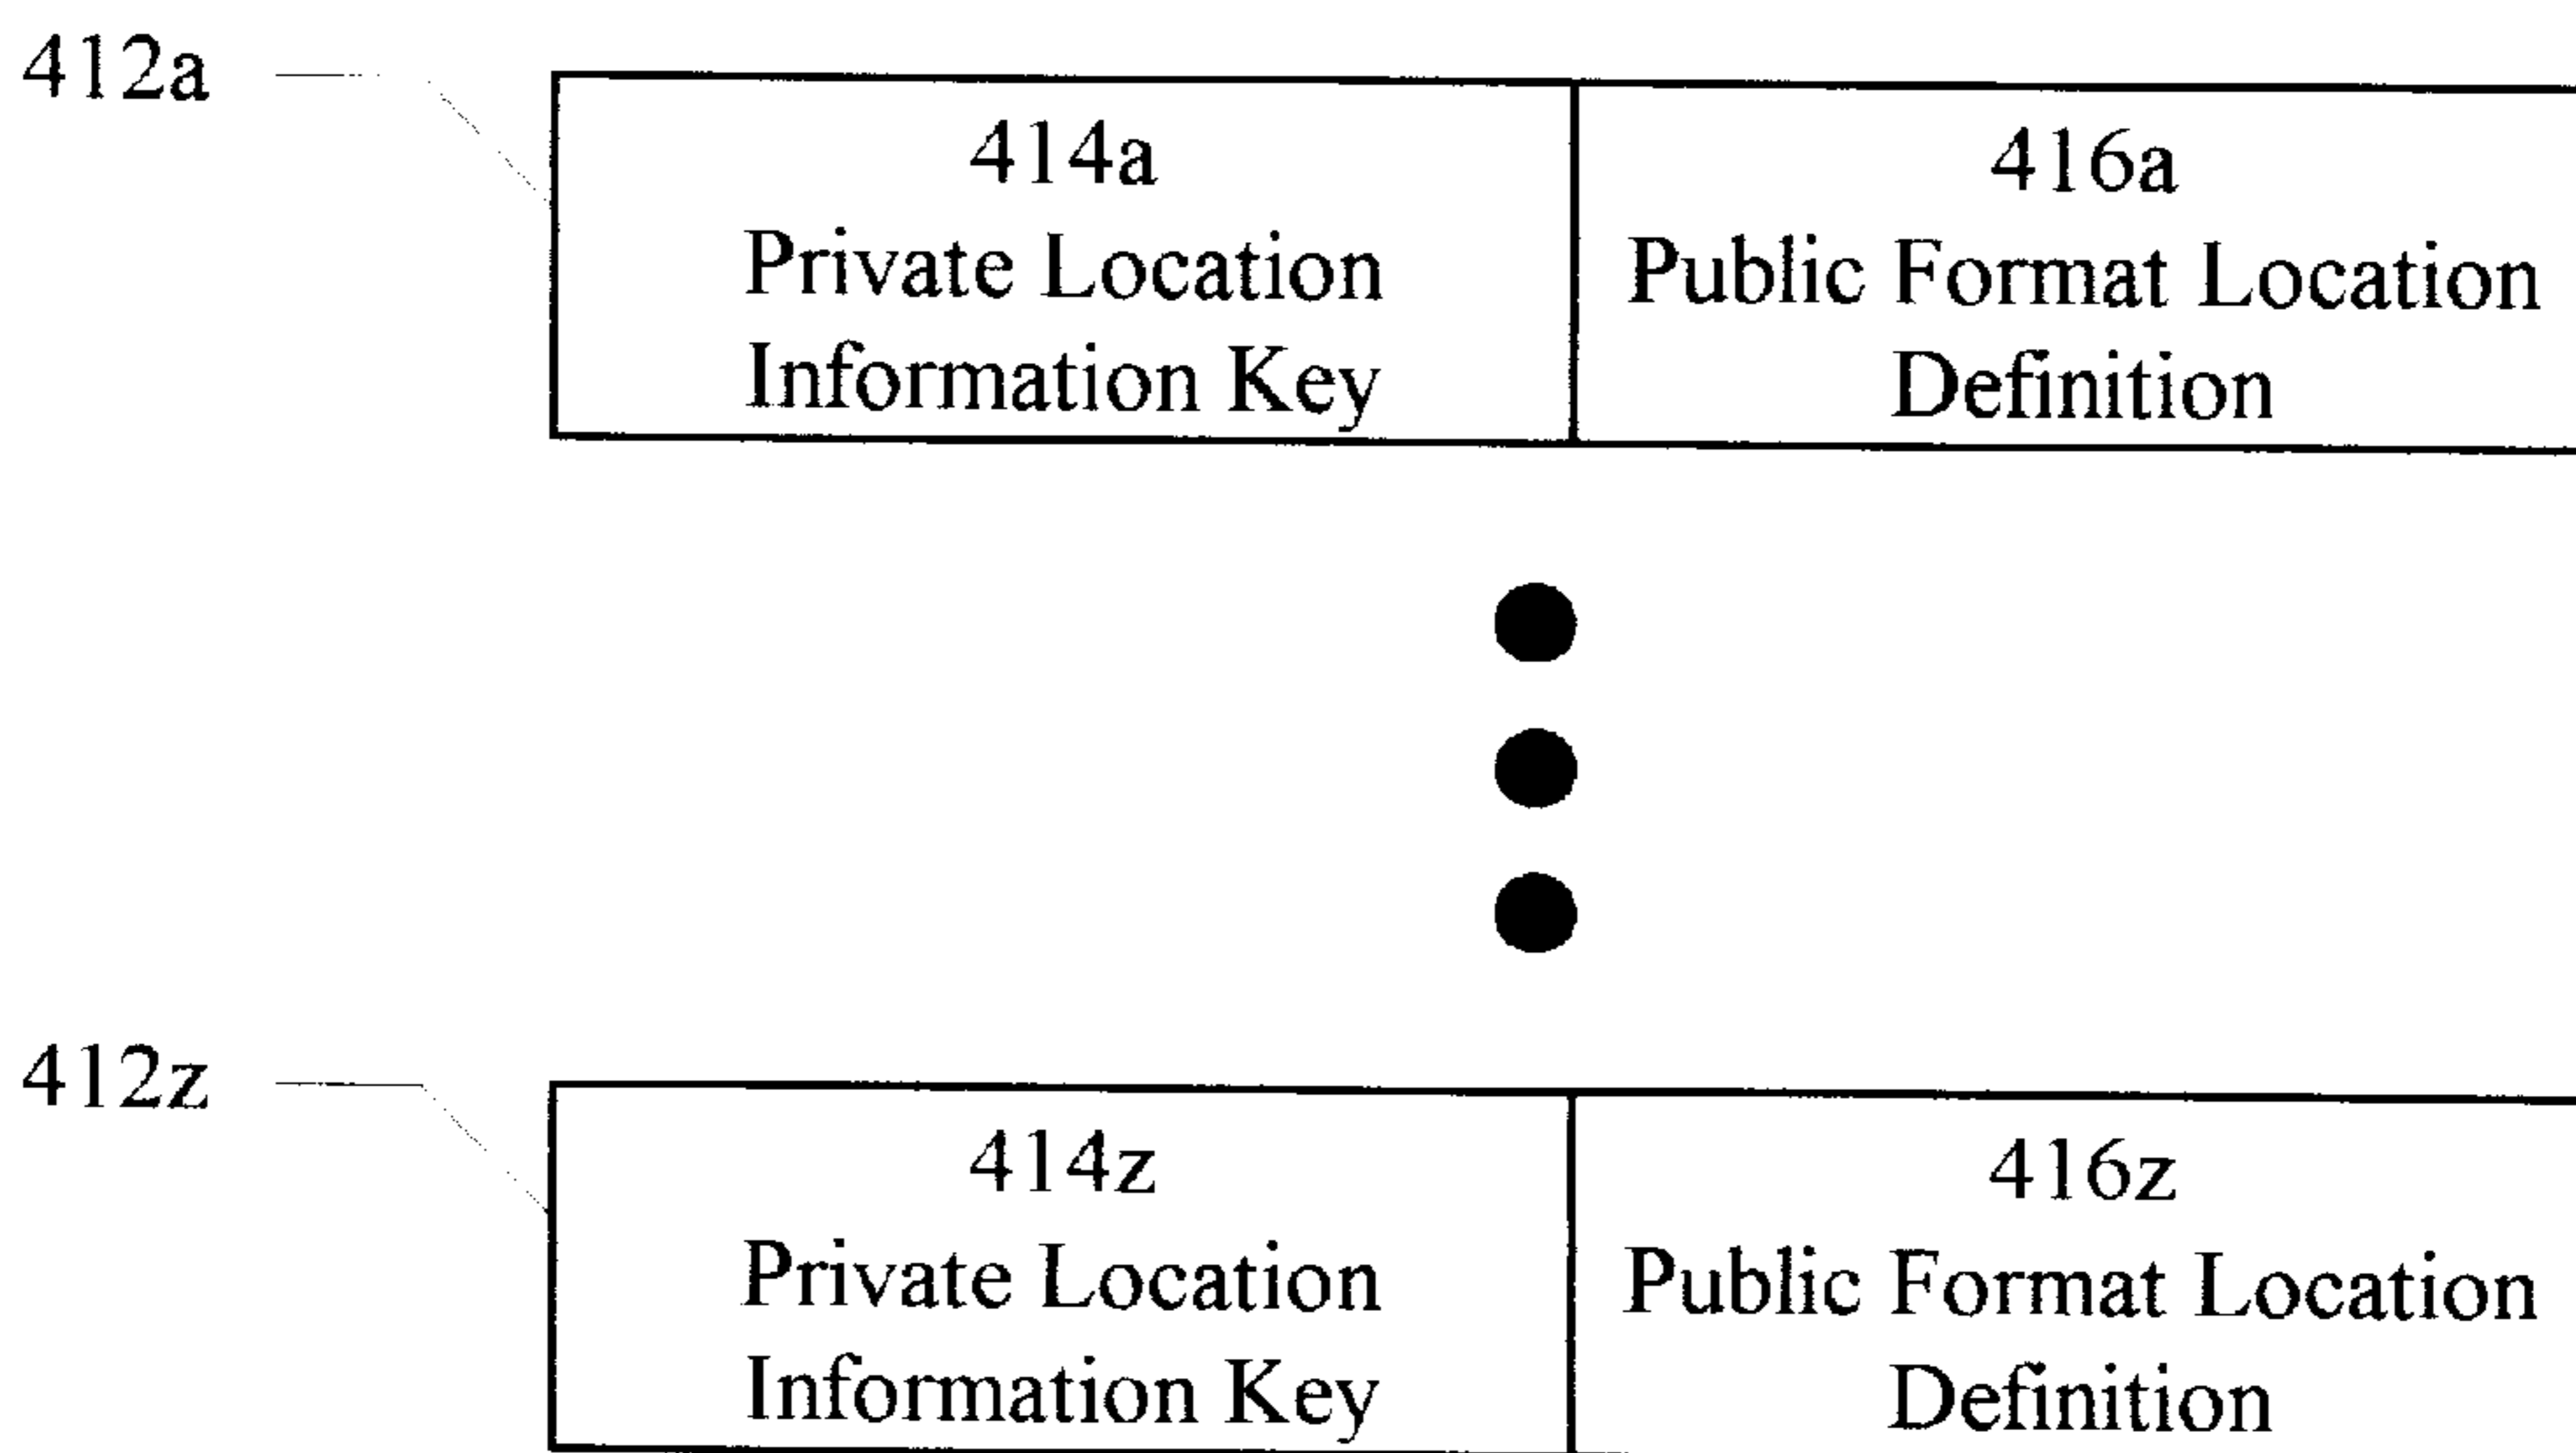 412a
414a
Private Location
Information Key
416a
Public Format Location
Definition
412z
414z
Private Location
Information Key
416z
Public Format Location
Definition